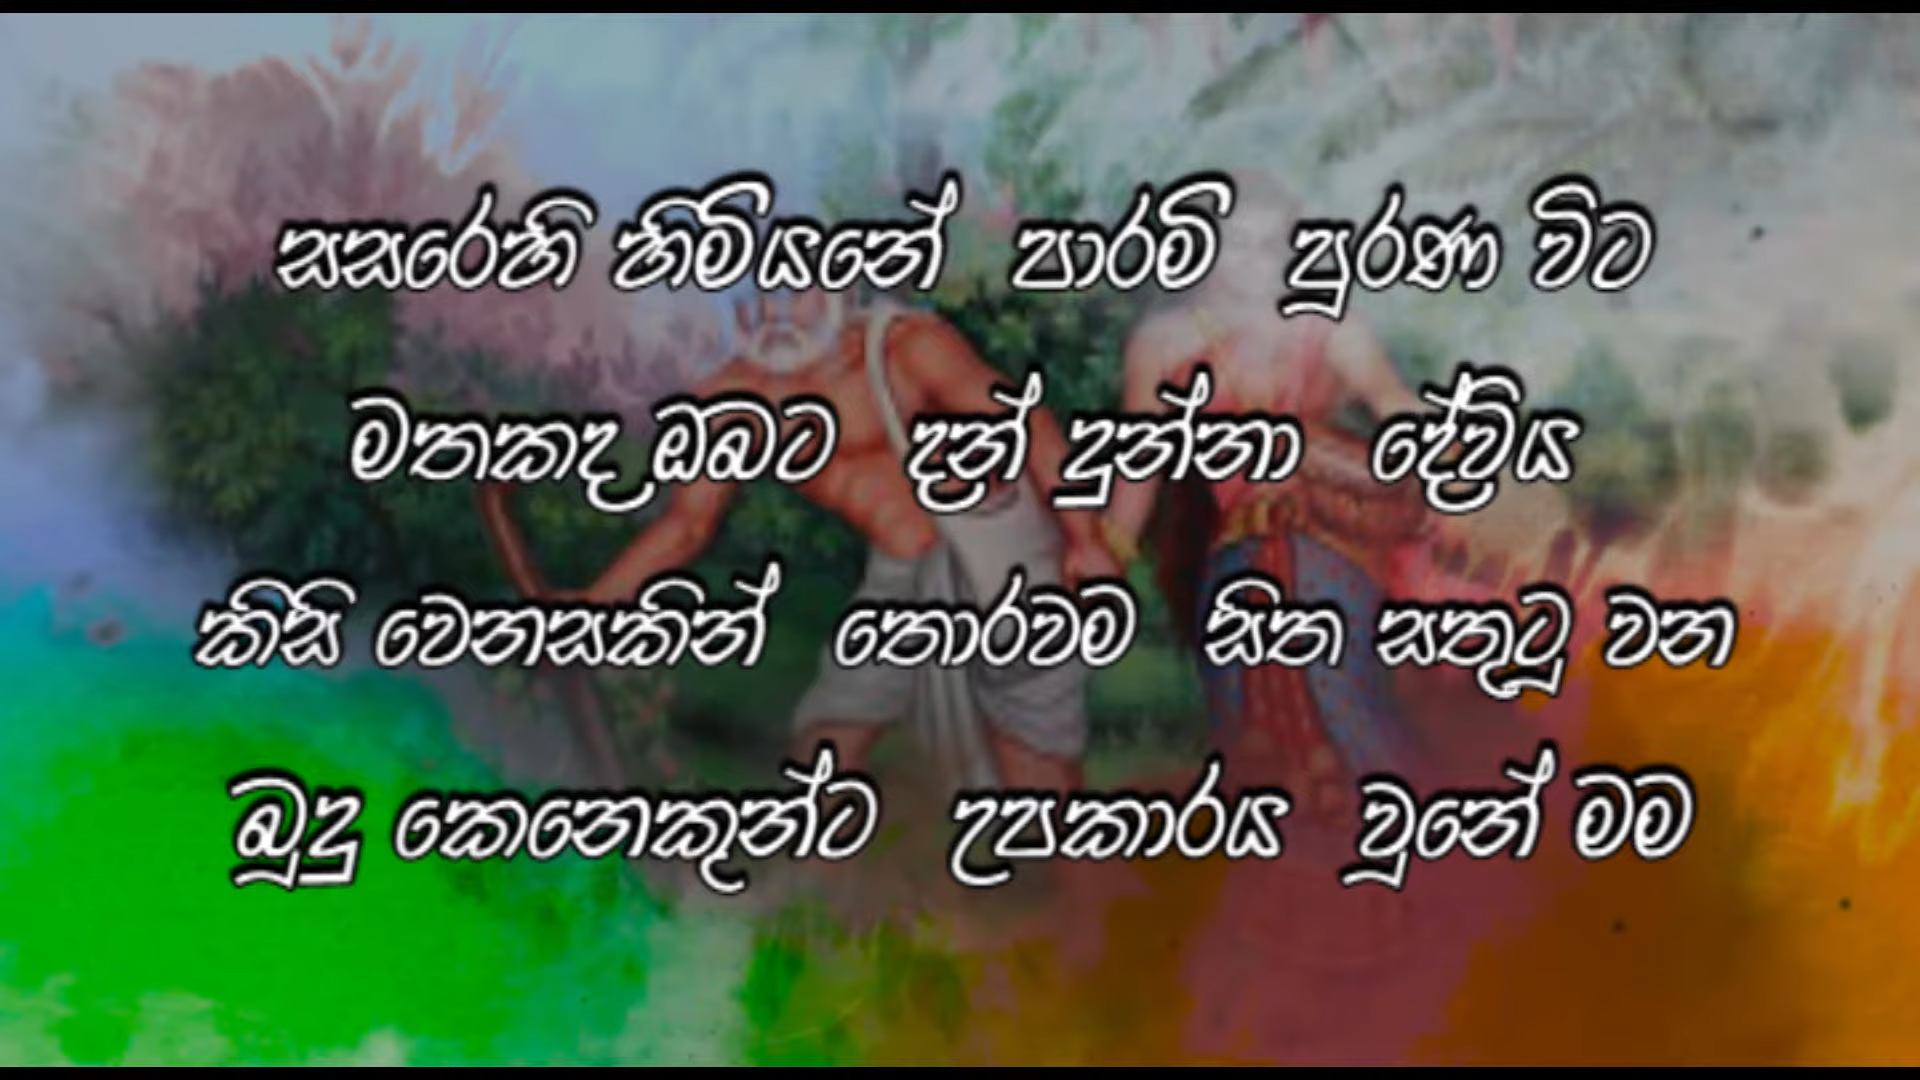 සසරෙහි හිමියනේ පාරමි පූරණ විට
මතකද ඔබට දන් දුන්නා දේවිය
කිසි වෙනසකින් තොරවම සිත සතුටු වන
බුදු කෙනෙකුන්ට උපකාරය වූනේ මම